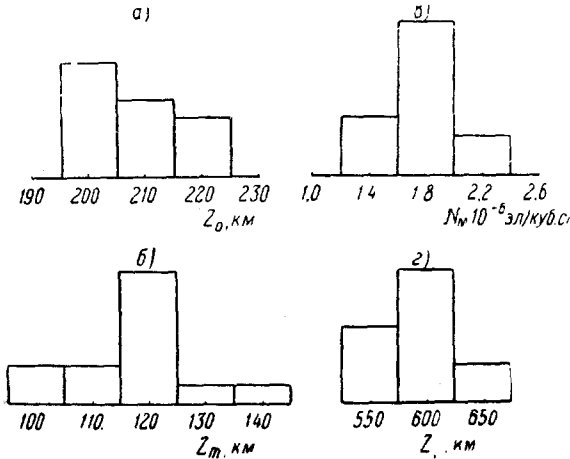 а)
190 200 210 220 230
Z₀, км
в)
1.0 1.4 1.8 2.2 2.6
Nм 10⁻⁶ эл/куб.с
б)
100 110 120 130 140
Zm, км
г)
550 600 650
Z , км